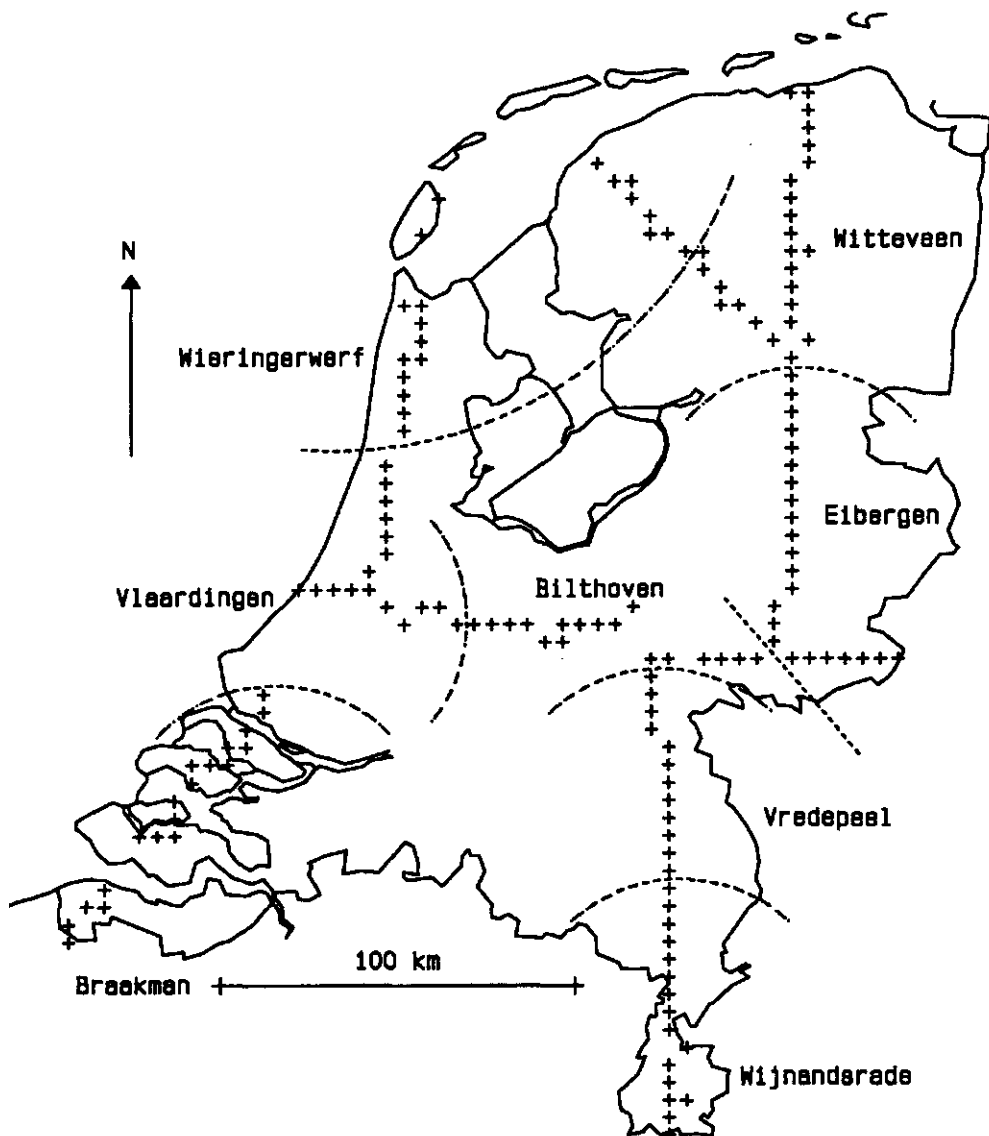 N
Witteveen
Wieringerwerf
Eibergen
Vlaardingen
Bilthoven
Vredepeel
100 km
Braakman
Wijnandsrade